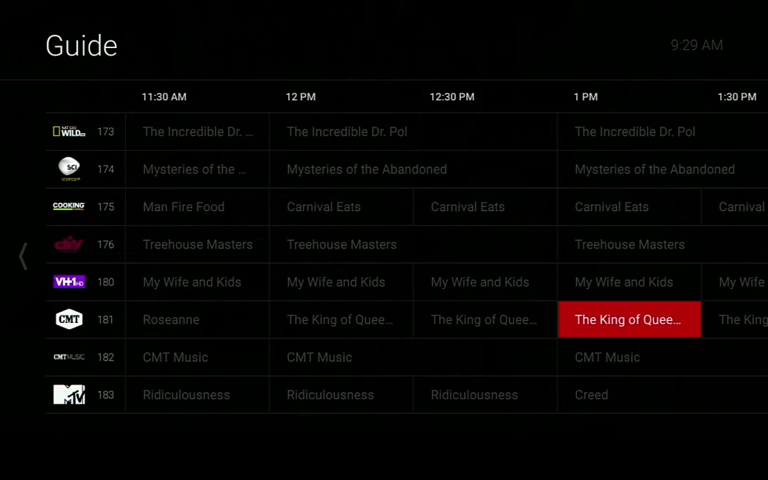 Guide
9:29 AM
11:30 AM 12 PM 12:30 PM 1 PM 1:30 PM
NAT GEO WILD 173 The Incredible Dr. ... The Incredible Dr. Pol The Incredible Dr. Pol
SCI 174 Mysteries of the ... Mysteries of the Abandoned Mysteries of the Abandoned
COOKING 175 Man Fire Food Carnival Eats Carnival Eats Carnival Eats Carnival
176 Treehouse Masters Treehouse Masters Treehouse Masters
VH1 HD 180 My Wife and Kids My Wife and Kids My Wife and Kids My Wife and Kids My Wife
CMT 181 Roseanne The King of Quee... The King of Quee... The King of Quee... The King
CMT MUSIC 182 CMT Music CMT Music CMT Music
MTV 183 Ridiculousness Ridiculousness Ridiculousness Creed